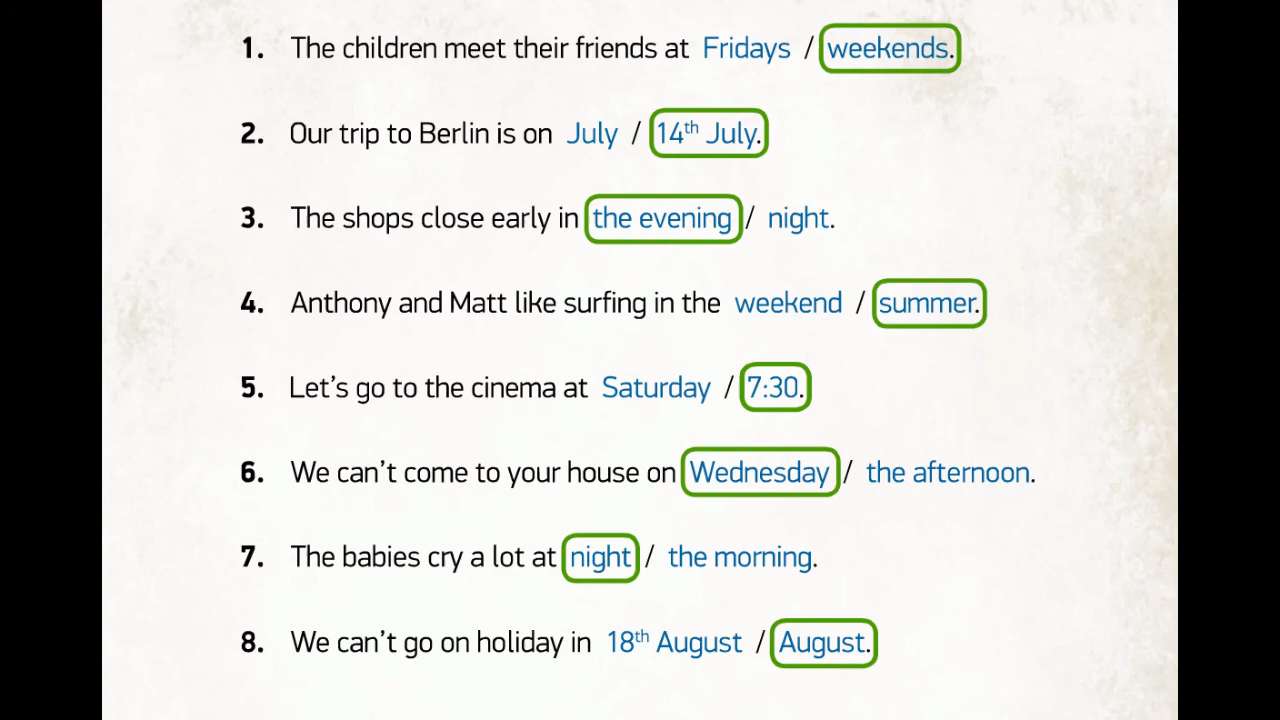 1. The children meet their friends at Fridays / weekends.
2. Our trip to Berlin is on July / 14th July.
3. The shops close early in the evening / night.
4. Anthony and Matt like surfing in the weekend / summer.
5. Let's go to the cinema at Saturday / 7:30.
6. We can't come to your house on Wednesday / the afternoon.
7. The babies cry a lot at night / the morning.
8. We can't go on holiday in 18th August / August.